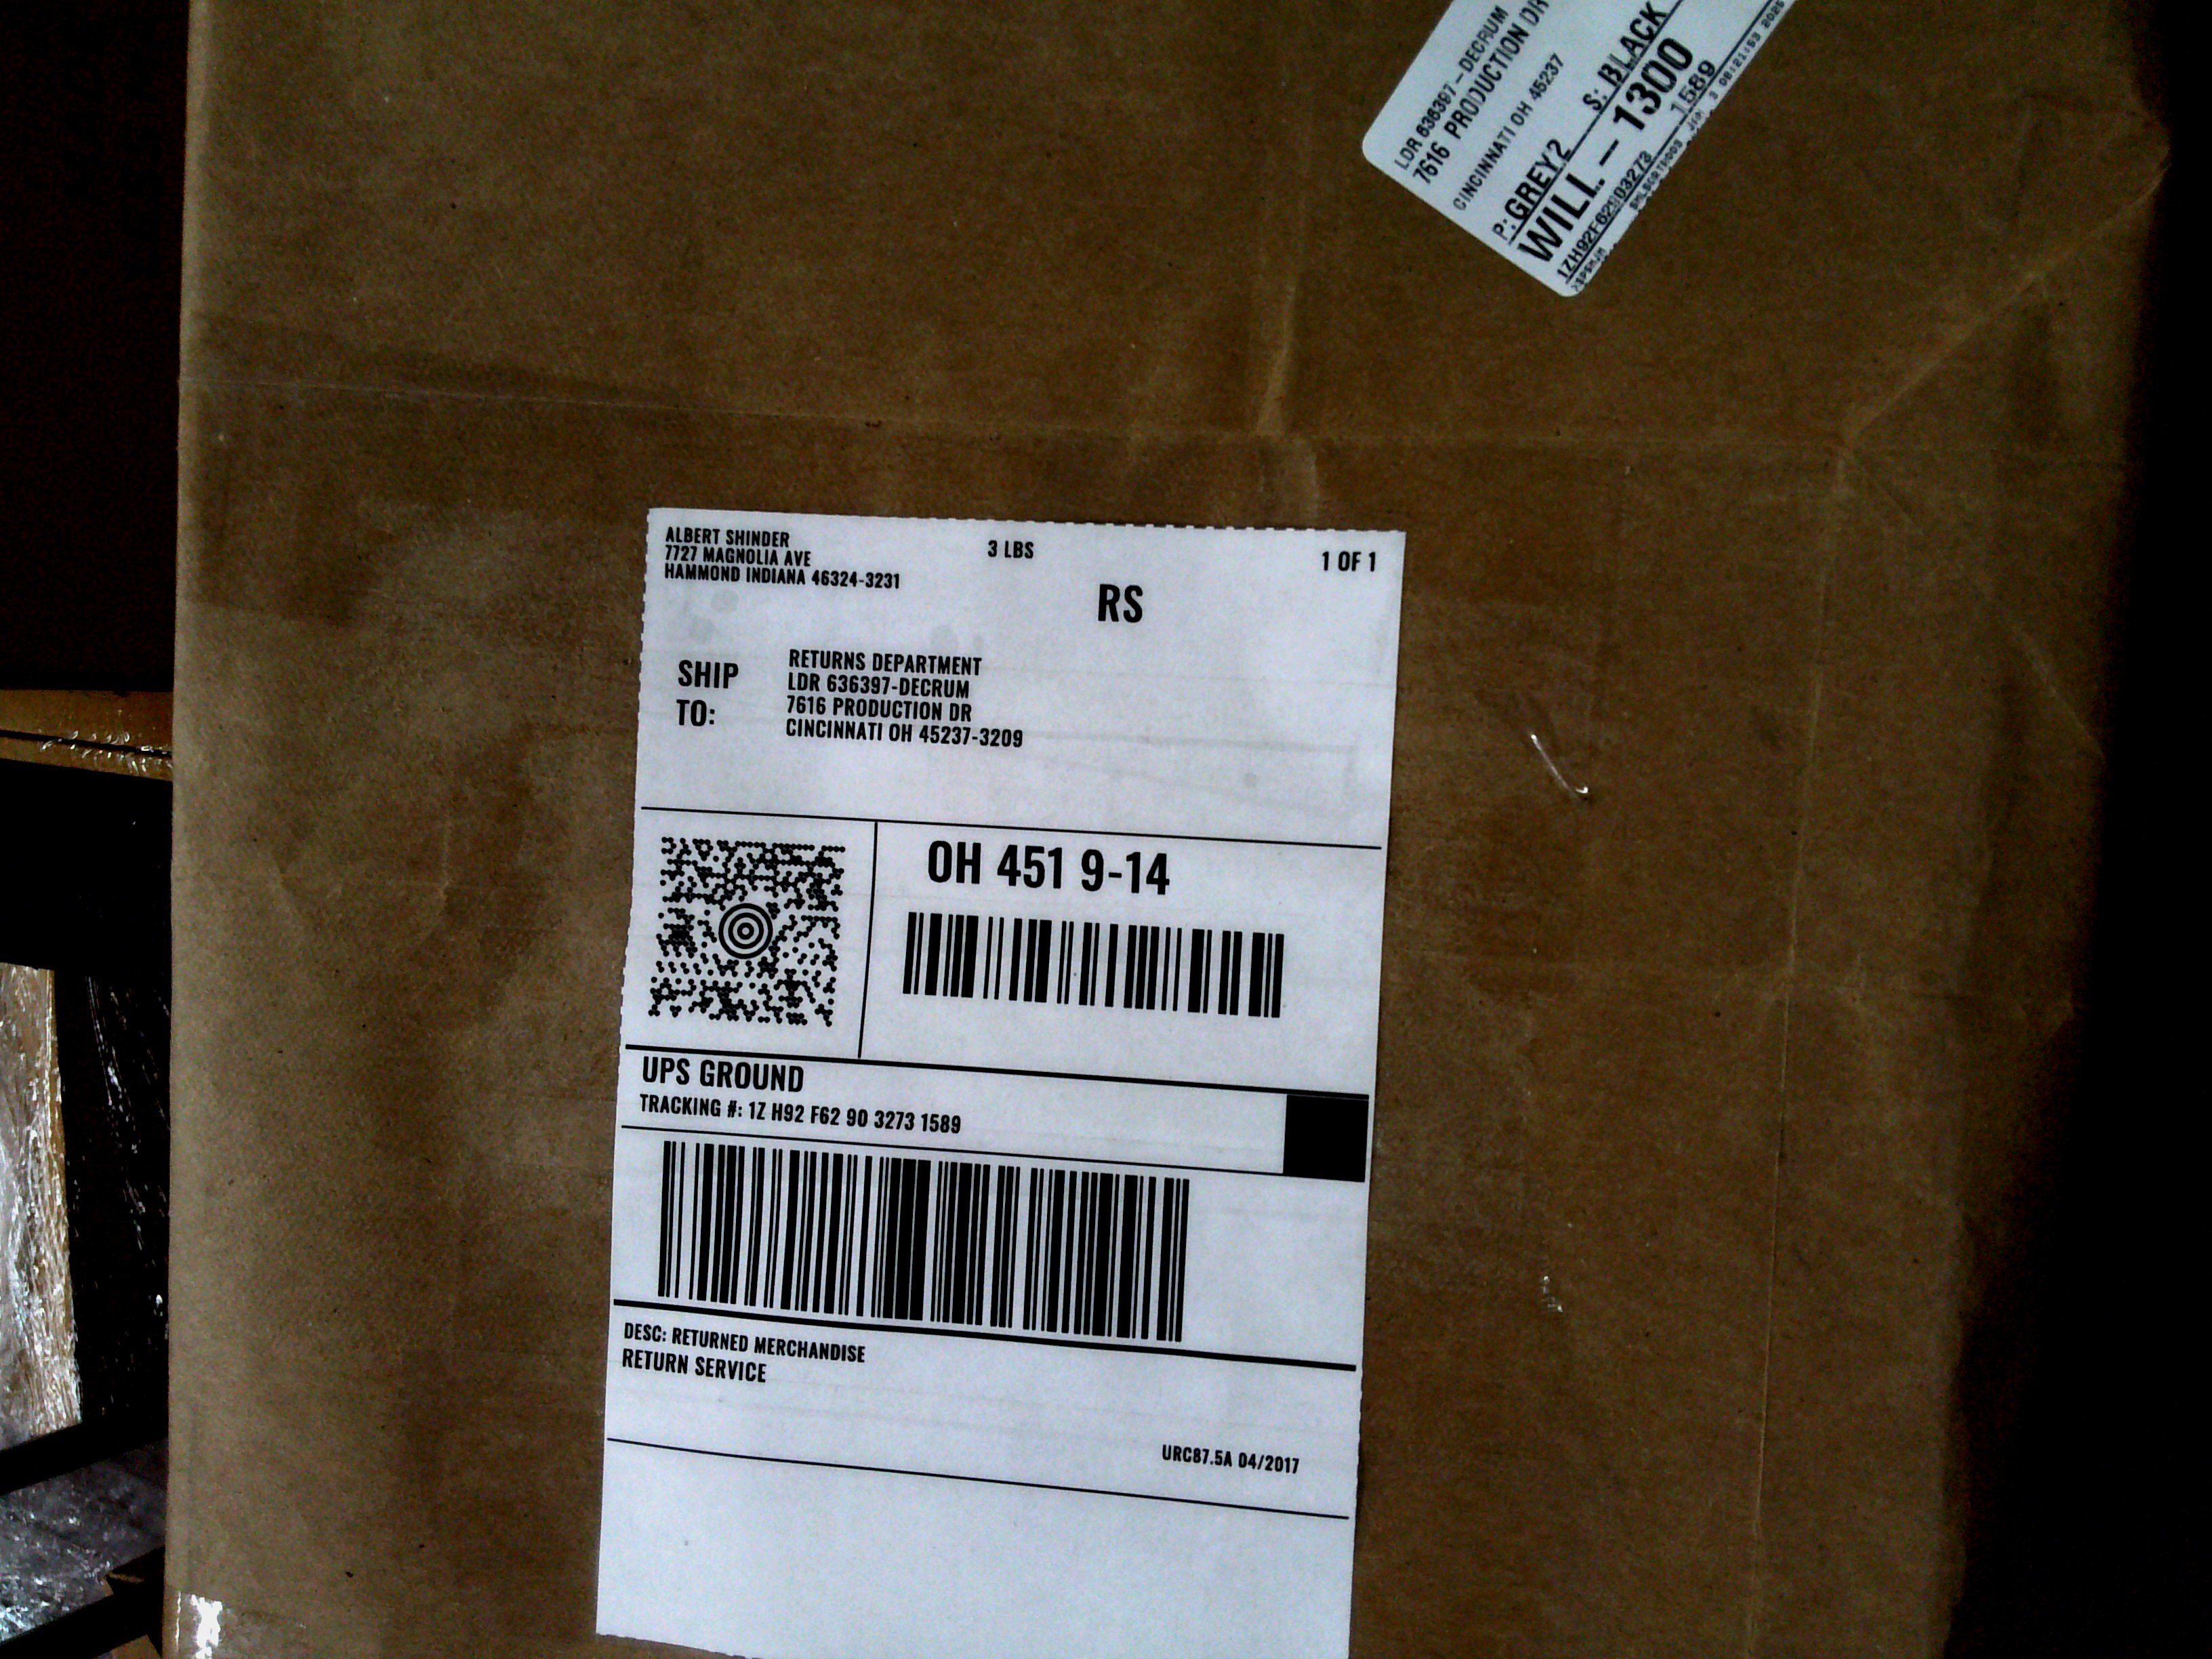 LDR 636397-DECRUM
7616 PRODUCTION DR
CINCINNATI OH 45237
P: GREY2 S: BLACK
WILL - 1300
1ZH92F62903273 1589
ALBERT SHINDER
7727 MAGNOLIA AVE
HAMMOND INDIANA 46324-3231
3 LBS
1 OF 1
RS
SHIP TO:
RETURNS DEPARTMENT
LDR 636397-DECRUM
7616 PRODUCTION DR
CINCINNATI OH 45237-3209
OH 451 9-14
UPS GROUND
TRACKING #: 1Z H92 F62 90 3273 1589
DESC: RETURNED MERCHANDISE
RETURN SERVICE
URC87.5A 04/2017